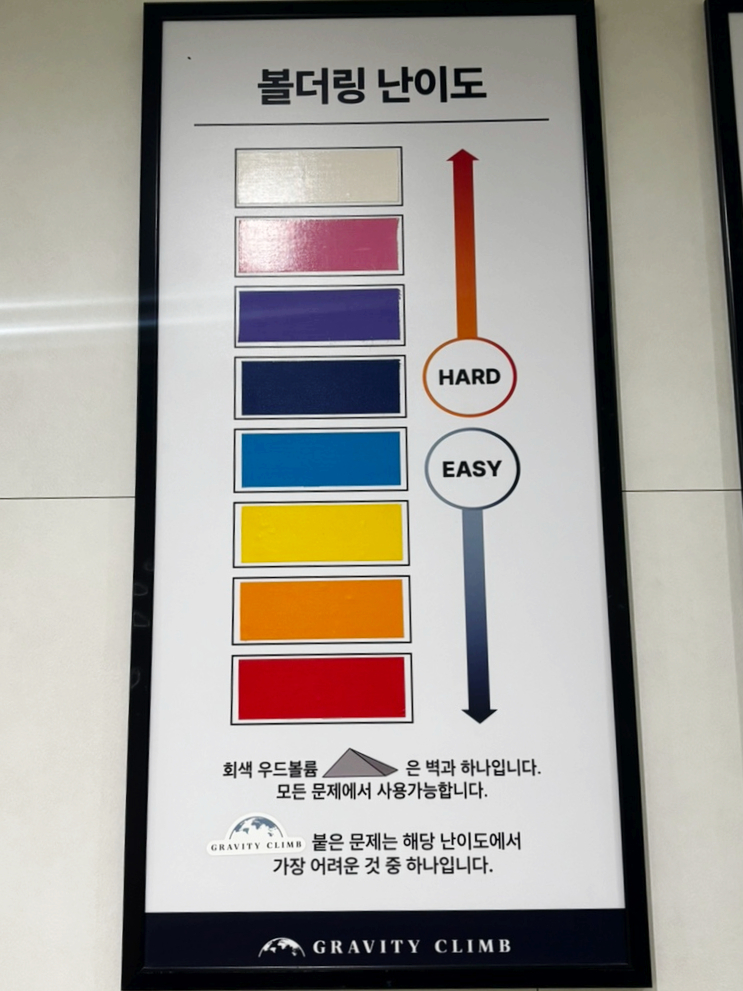 볼더링 난이도
HARD
EASY
회색 우드볼륨 은 벽과 하나입니다.
모든 문제에서 사용가능합니다.
GRAVITY CLIMB 붙은 문제는 해당 난이도에서
가장 어려운 것 중 하나입니다.
GRAVITY CLIMB